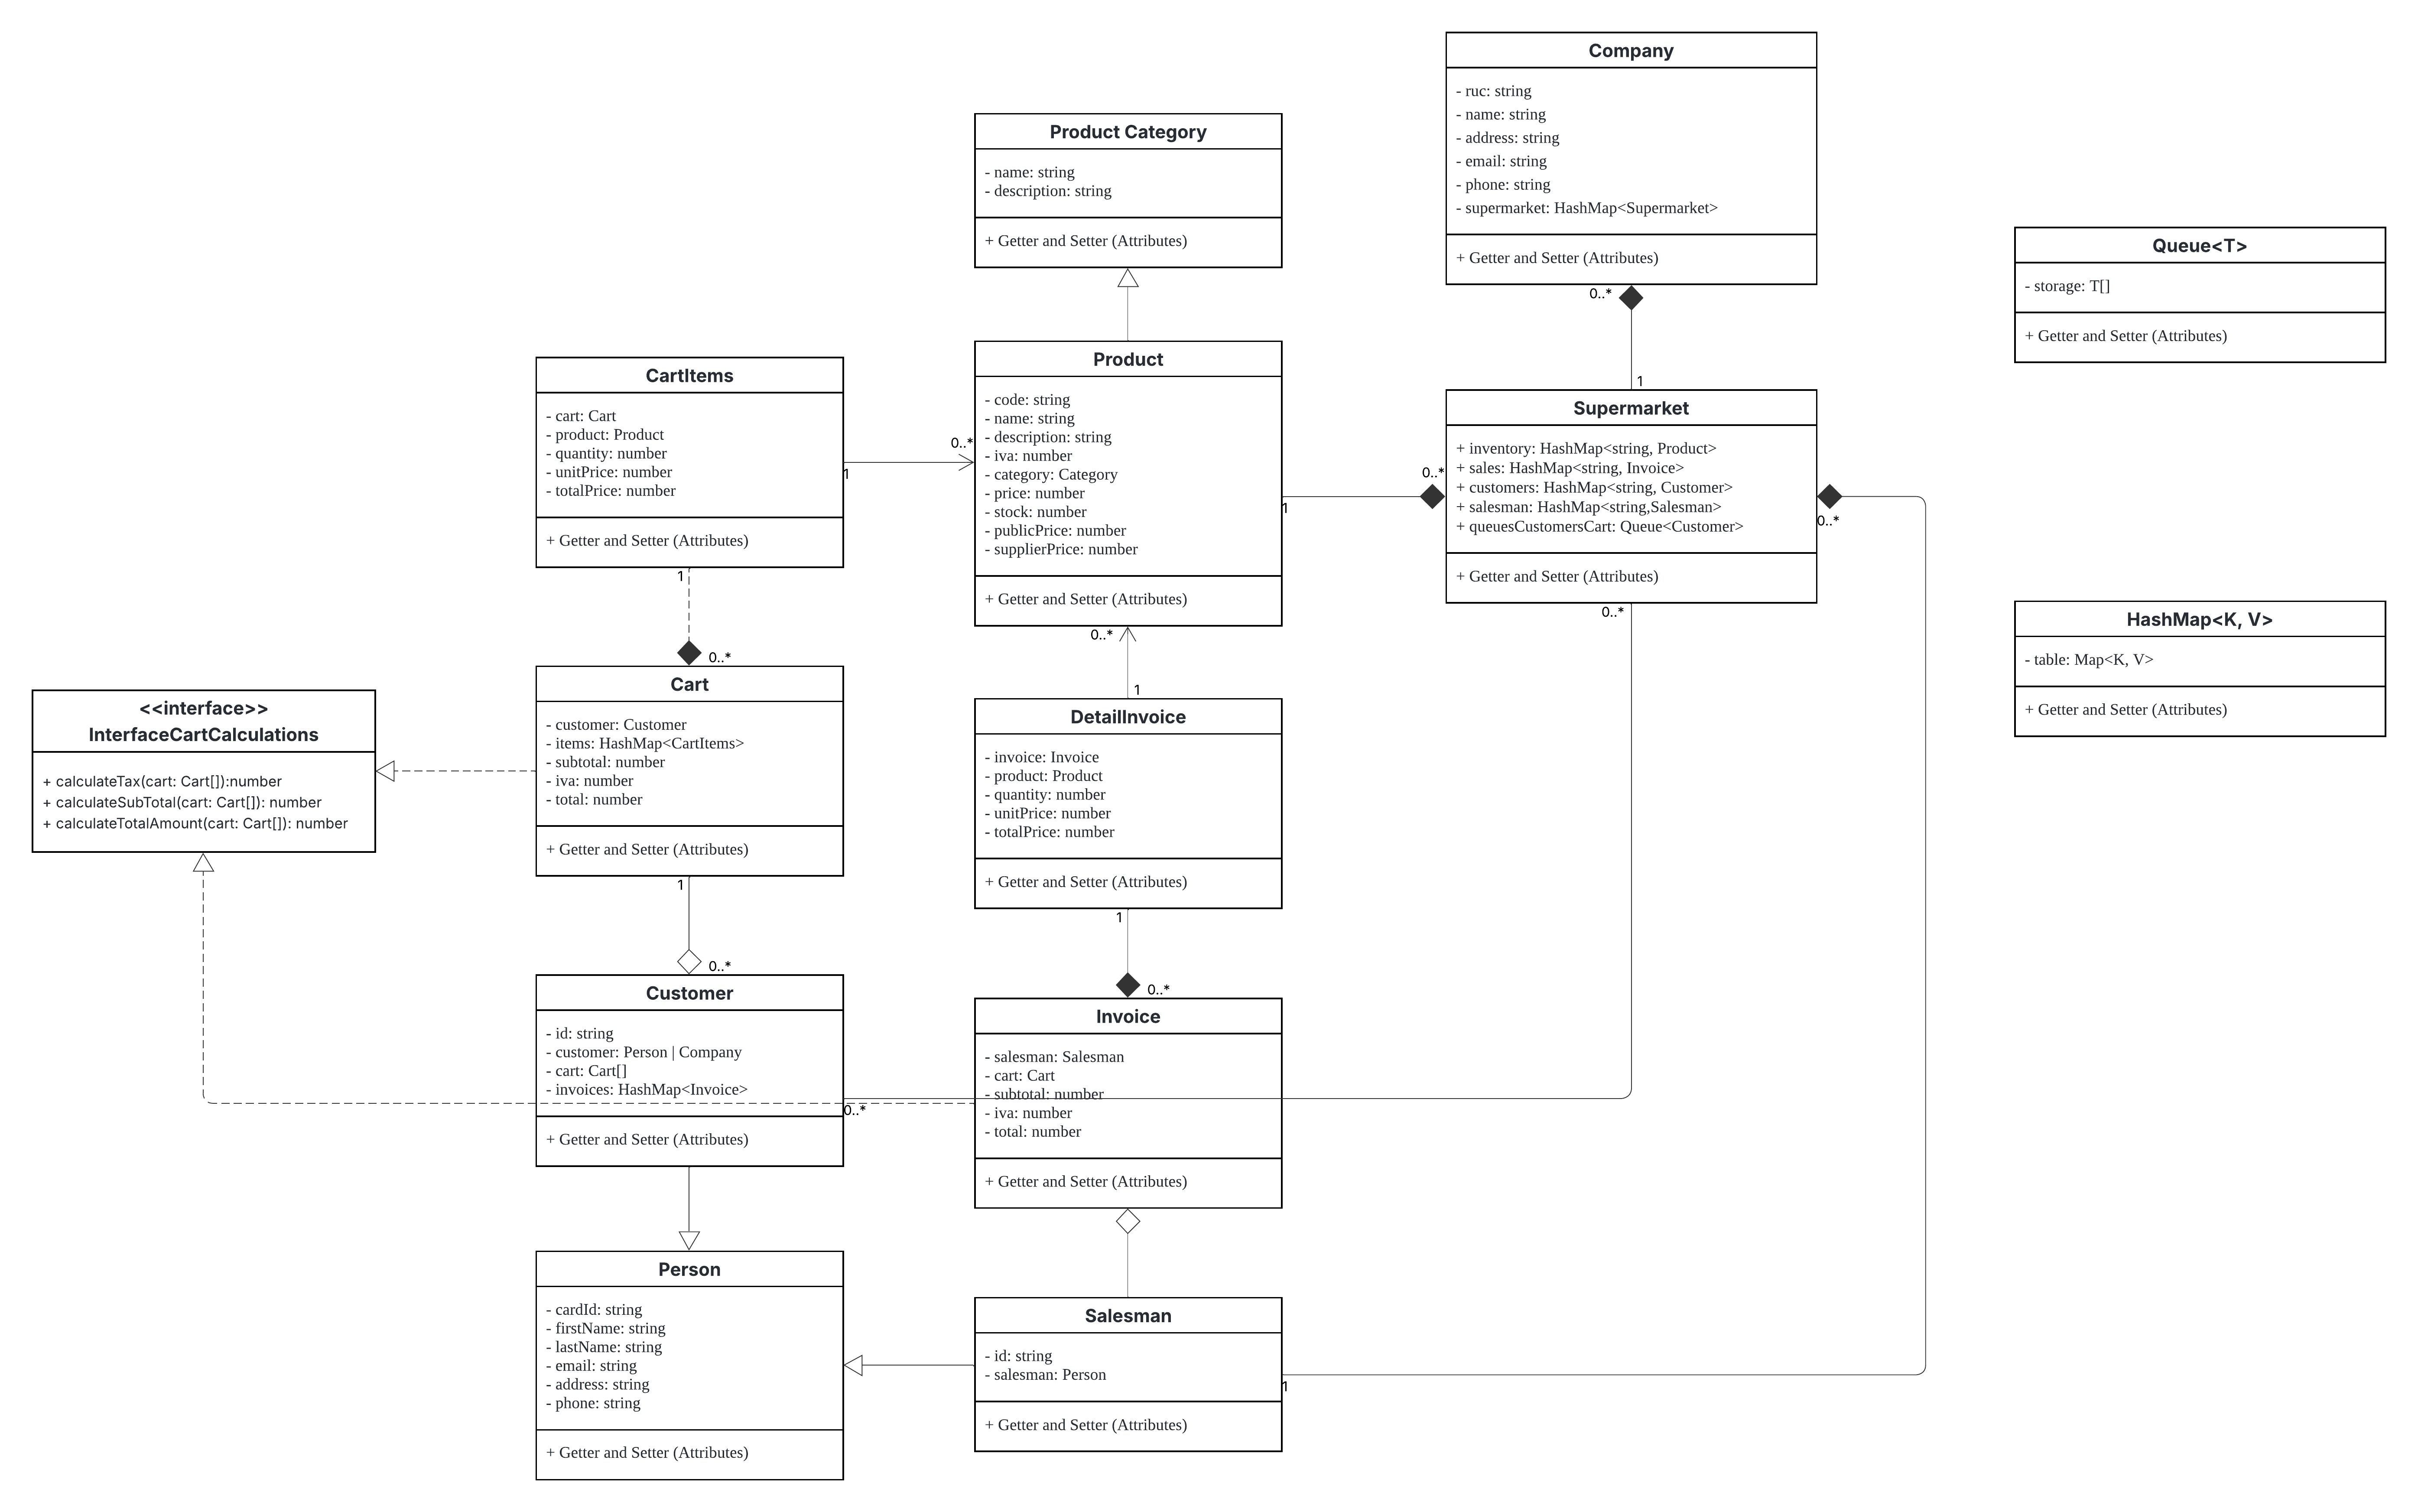 Company
- ruc: string
- name: string
- address: string
- email: string
- phone: string
- supermarket: HashMap<Supermarket>
+ Getter and Setter (Attributes)
0..*
1
Product Category
- name: string
- description: string
+ Getter and Setter (Attributes)
Queue<T>
- storage: T[]
+ Getter and Setter (Attributes)
CartItems
- cart: Cart
- product: Product
- quantity: number
- unitPrice: number
- totalPrice: number
+ Getter and Setter (Attributes)
1
0..*
1
0..*
Product
- code: string
- name: string
- description: string
- iva: number
- category: Category
- price: number
- stock: number
- publicPrice: number
- supplierPrice: number
+ Getter and Setter (Attributes)
1
0..*
0..*
1
Supermarket
+ inventory: HashMap<string, Product>
+ sales: HashMap<string, Invoice>
+ customers: HashMap<string, Customer>
+ salesman: HashMap<string,Salesman>
+ queuesCustomersCart: Queue<Customer>
+ Getter and Setter (Attributes)
0..*
0..*
HashMap<K, V>
- table: Map<K, V>
+ Getter and Setter (Attributes)
<<interface>>
InterfaceCartCalculations
+ calculateTax(cart: Cart[]):number
+ calculateSubTotal(cart: Cart[]): number
+ calculateTotalAmount(cart: Cart[]): number
Cart
- customer: Customer
- items: HashMap<CartItems>
- subtotal: number
- iva: number
- total: number
+ Getter and Setter (Attributes)
1
0..*
DetailInvoice
- invoice: Invoice
- product: Product
- quantity: number
- unitPrice: number
- totalPrice: number
+ Getter and Setter (Attributes)
1
0..*
Customer
- id: string
- customer: Person | Company
- cart: Cart[]
- invoices: HashMap<Invoice>
+ Getter and Setter (Attributes)
0..*
Invoice
- salesman: Salesman
- cart: Cart
- subtotal: number
- iva: number
- total: number
+ Getter and Setter (Attributes)
Person
- cardId: string
- firstName: string
- lastName: string
- email: string
- address: string
- phone: string
+ Getter and Setter (Attributes)
Salesman
- id: string
- salesman: Person
+ Getter and Setter (Attributes)
1